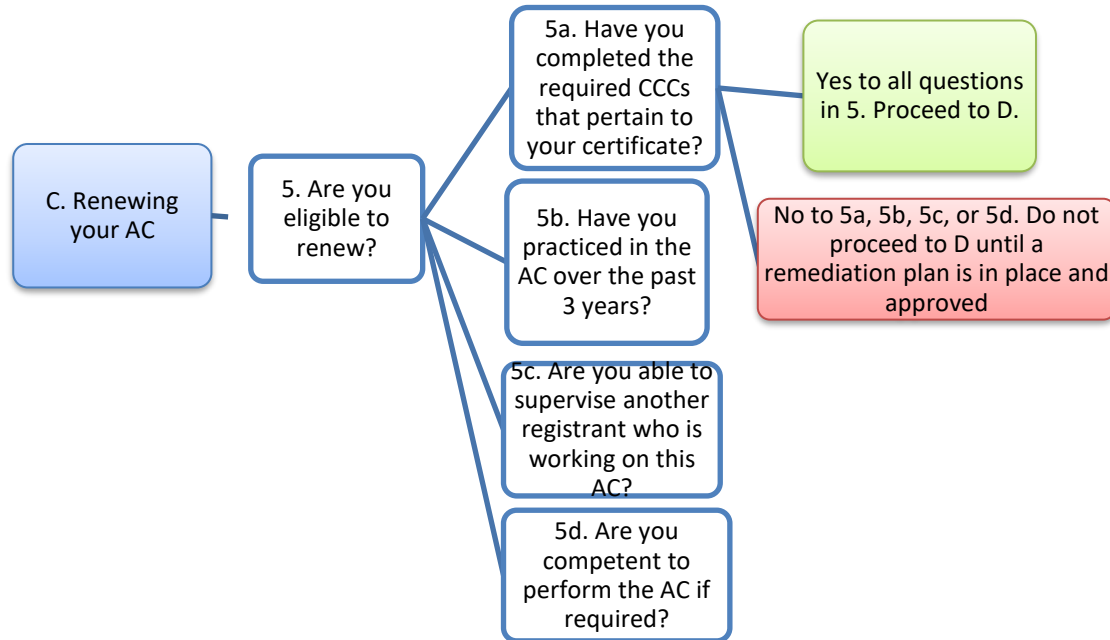 C. Renewing
your AC
5. Are you
eligible to
renew?
5a. Have you
completed the
required CCCs
that pertain to
your certificate?
5b. Have you
practiced in the
AC over the past
3 years?
5c. Are you able to
supervise another
registrant who is
working on this
AC?
5d. Are you
competent to
perform the AC if
required?
Yes to all questions
in 5. Proceed to D.
No to 5a, 5b, 5c, or 5d. Do not
proceed to D until a
remediation plan is in place and
approved